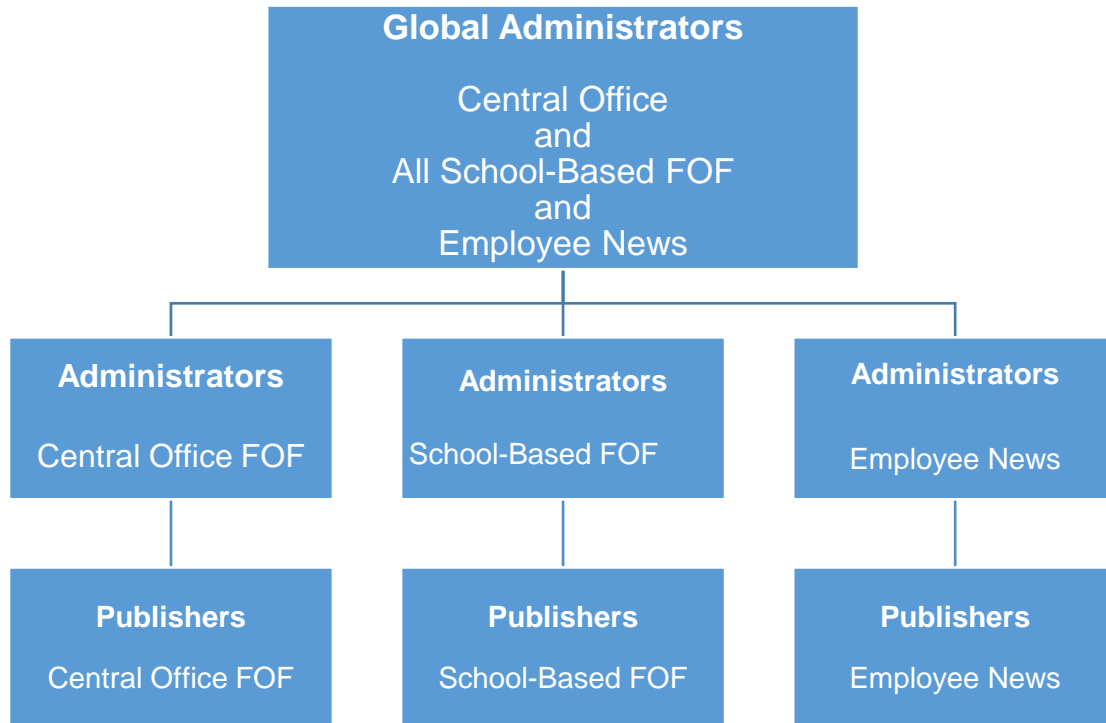 Global Administrators
Central Office
and
All School-Based FOF
and
Employee News
Administrators
Central Office FOF
Administrators
School-Based FOF
Administrators
Employee News
Publishers
Central Office FOF
Publishers
School-Based FOF
Publishers
Employee News